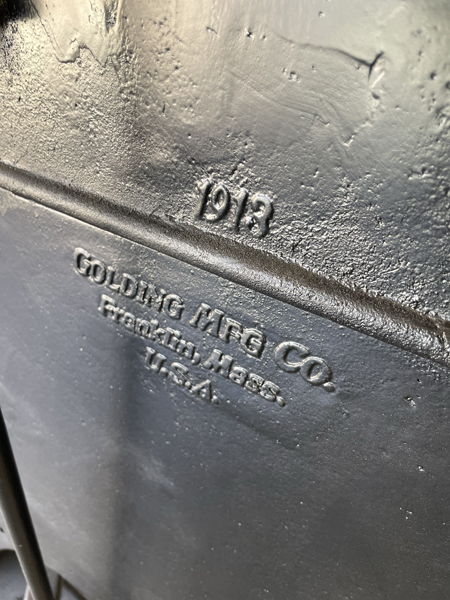 1913
GOLDING MFG CO.
Franklin, Mass.
U.S.A.